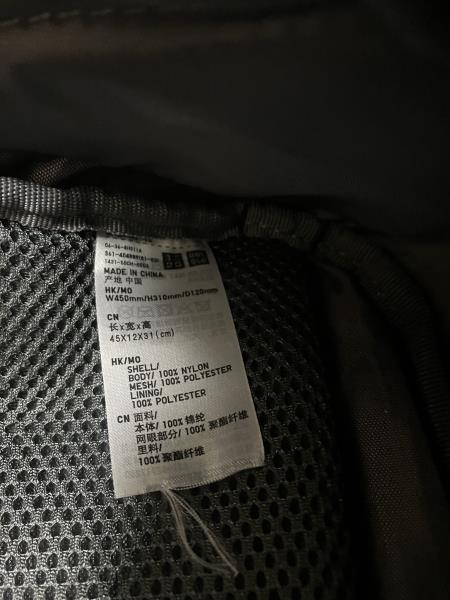 MADE IN CHINA
产地 中国
HK/MO
W450mm/H310mm/D120mm
CN
长x宽x高
45X12X31(cm)
HK/MO
SHELL/
BODY/ 100% NYLON
MESH/ 100% POLYESTER
LINING/
100% POLYESTER
CN 面料/
本体/ 100% 锦纶
网眼部分/ 100% 聚酯纤维
里料/
100% 聚酯纤维